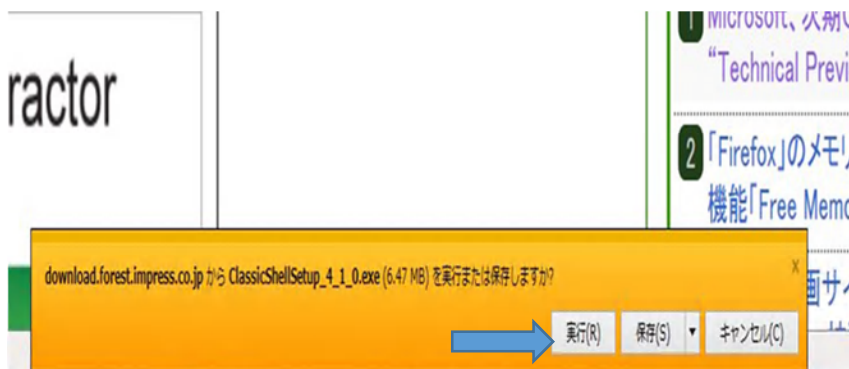 ractor
1 Microsoft、次期
"Technical Previ
2 「Firefox」のメモリ
機能「Free Memo
画サイ
download.forest.impress.co.jp から ClassicShellSetup_4_1_0.exe (6.47 MB) を実行または保存しますか?
×
実行(R) 保存(S) ▼ キャンセル(C)